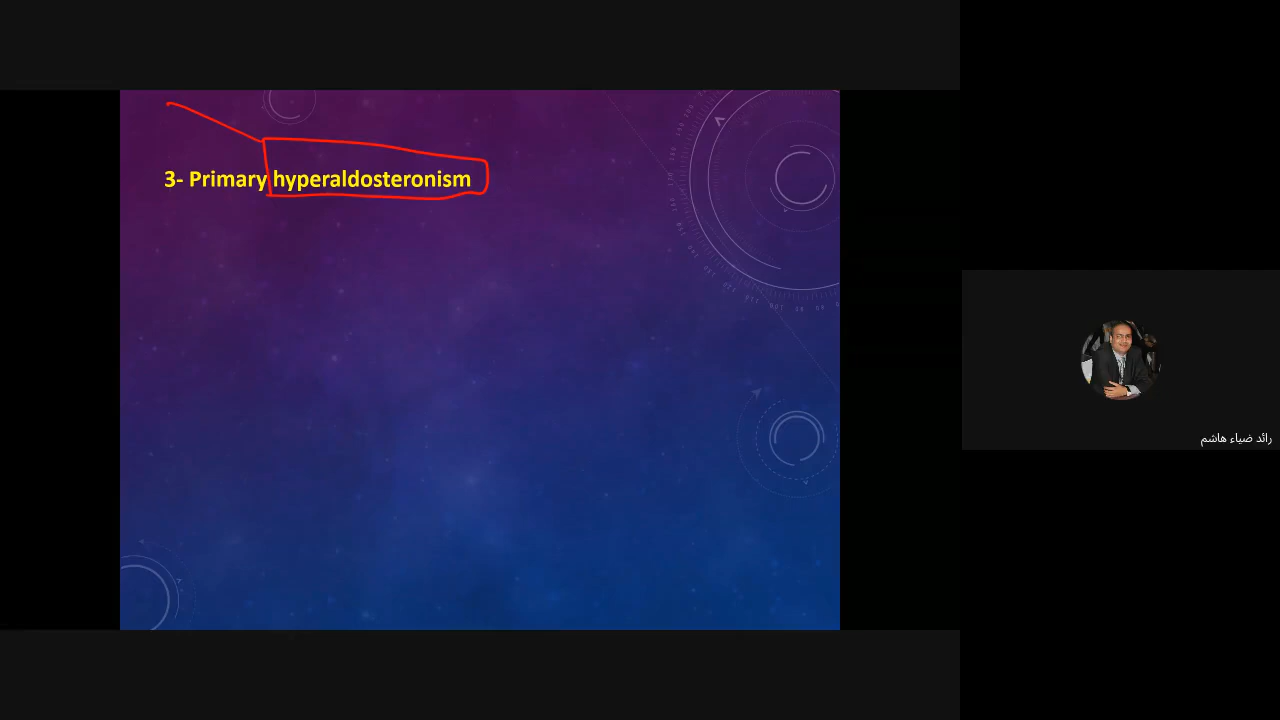 3- Primary hyperaldosteronism
رائد ضياء هاشم